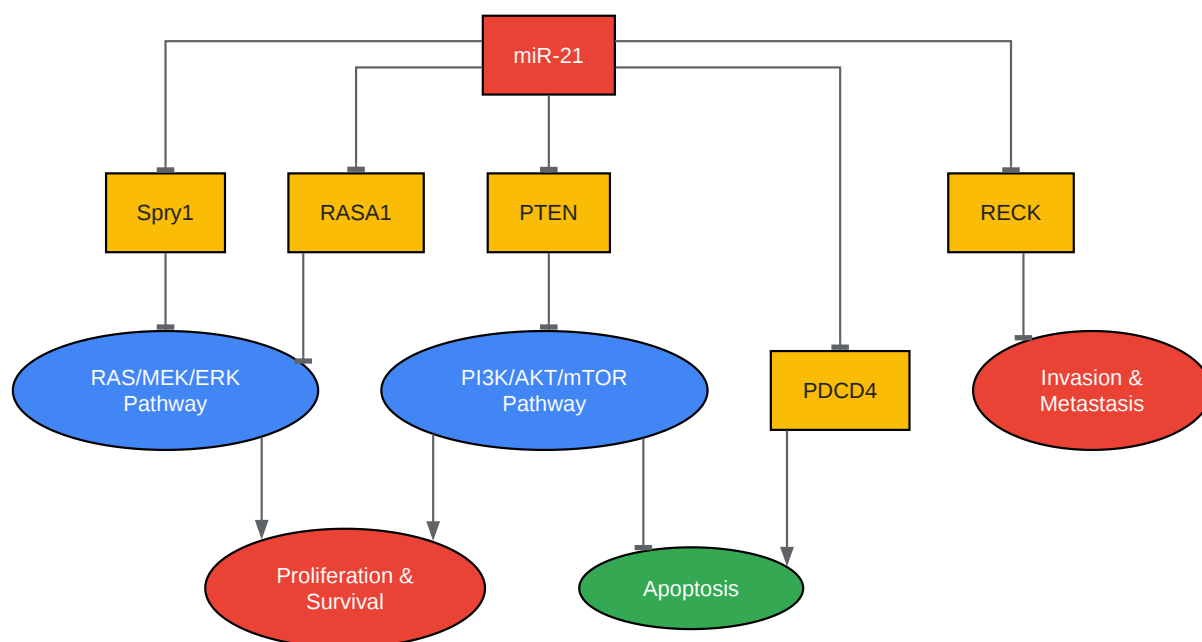 miR-21
Spry1
RASA1
PTEN
RECK
RAS/MEK/ERK
Pathway
PI3K/AKT/mTOR
Pathway
PDCD4
Invasion &
Metastasis
Proliferation &
Survival
Apoptosis